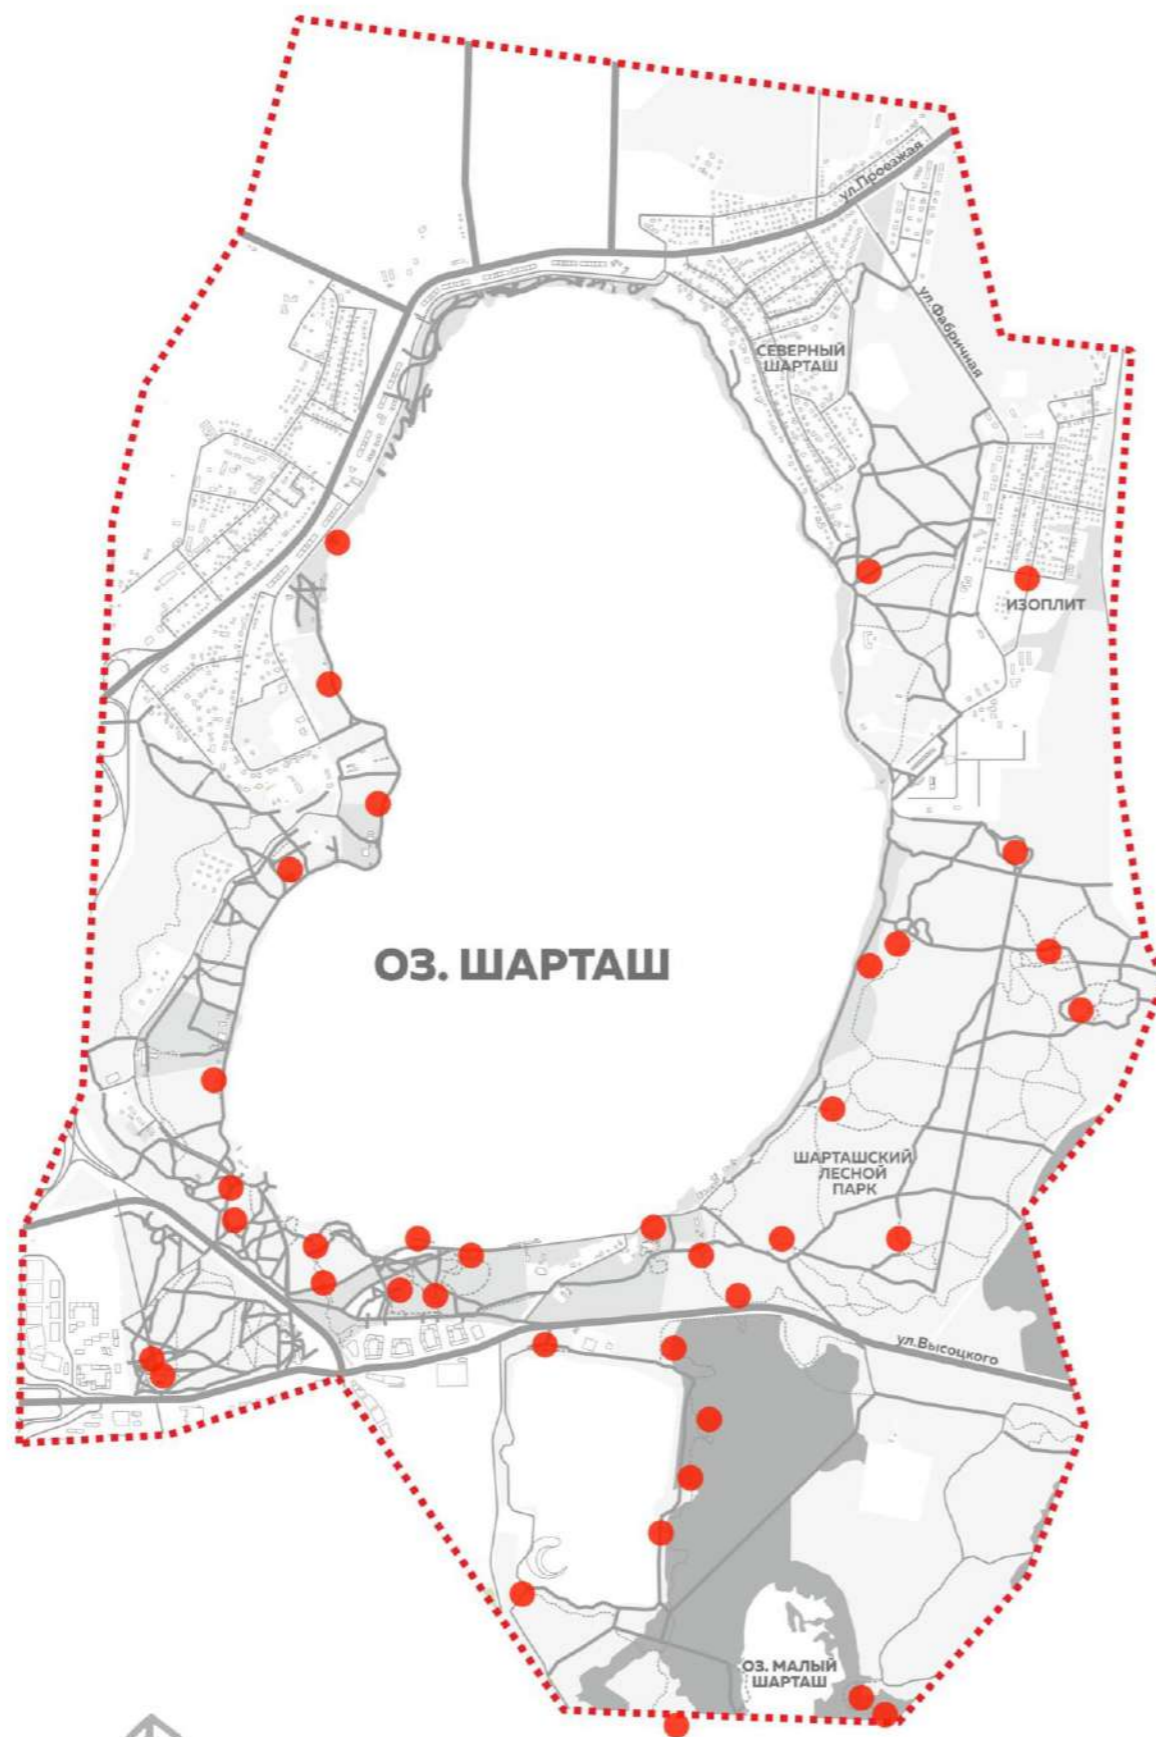 ул.Проезжая
ул.Фабричная
СЕВЕРНЫЙ
ШАРТАШ
ИЗОПЛИТ
ОЗ. ШАРТАШ
ШАРТАШСКИЙ
ЛЕСНОЙ
ПАРК
ул.Высоцкого
ОЗ. МАЛЫЙ
ШАРТАШ